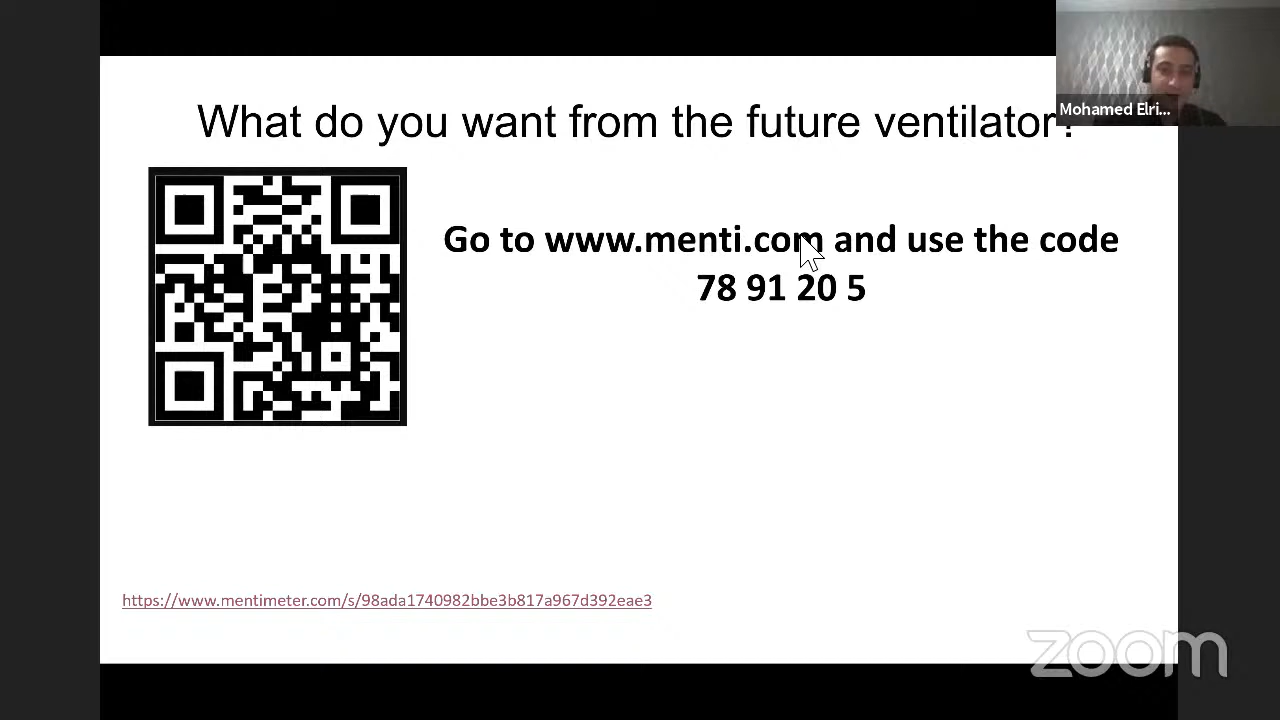 What do you want from the future ventilator?
Mohamed Elri...
Go to www.menti.com and use the code
78 91 20 5
https://www.mentimeter.com/s/98ada1740982bbe3b817a967d392eae3
zoom